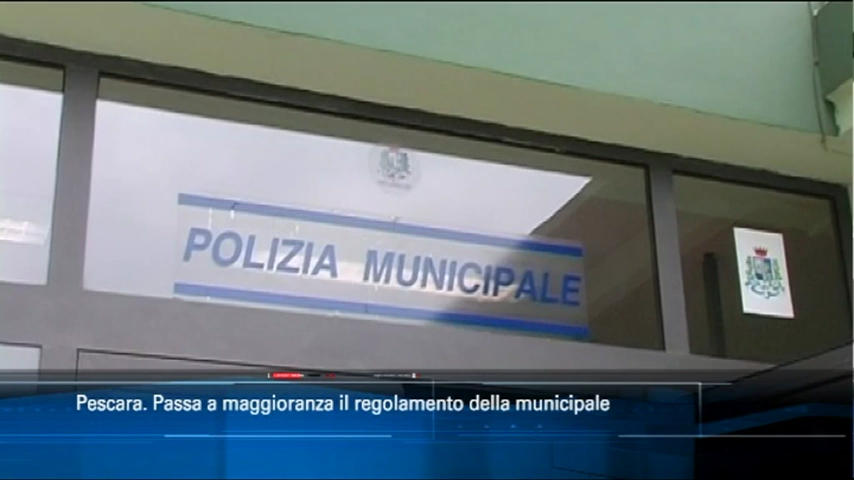 POLIZIA MUNICIPALE
Pescara. Passa a maggioranza il regolamento della municipale